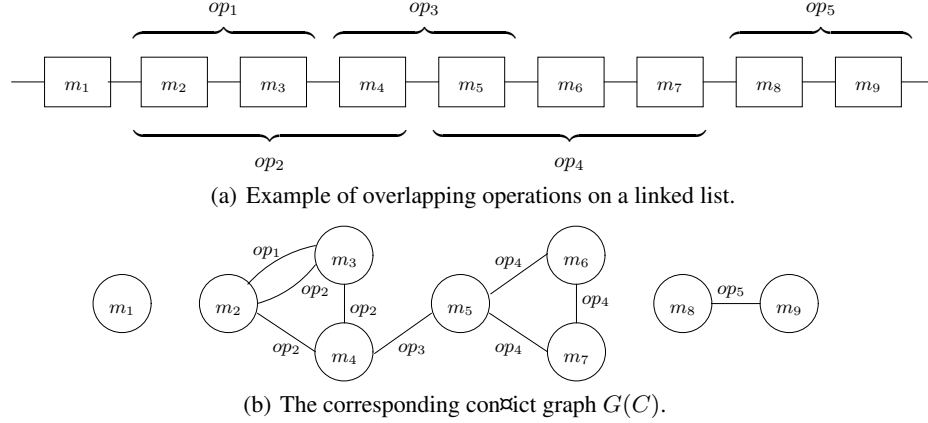 op₁ op₃ op₅
m₁ m₂ m₃ m₄ m₅ m₆ m₇ m₈ m₉
op₂ op₄
(a) Example of overlapping operations on a linked list.
op₁ m₃ op₄ m₆
m₁ m₂ op₂ op₂ m₅ op₄ m₈ op₅ m₉
op₂ m₄ op₃ op₄ m₇
(b) The corresponding con¤ict graph G(C).